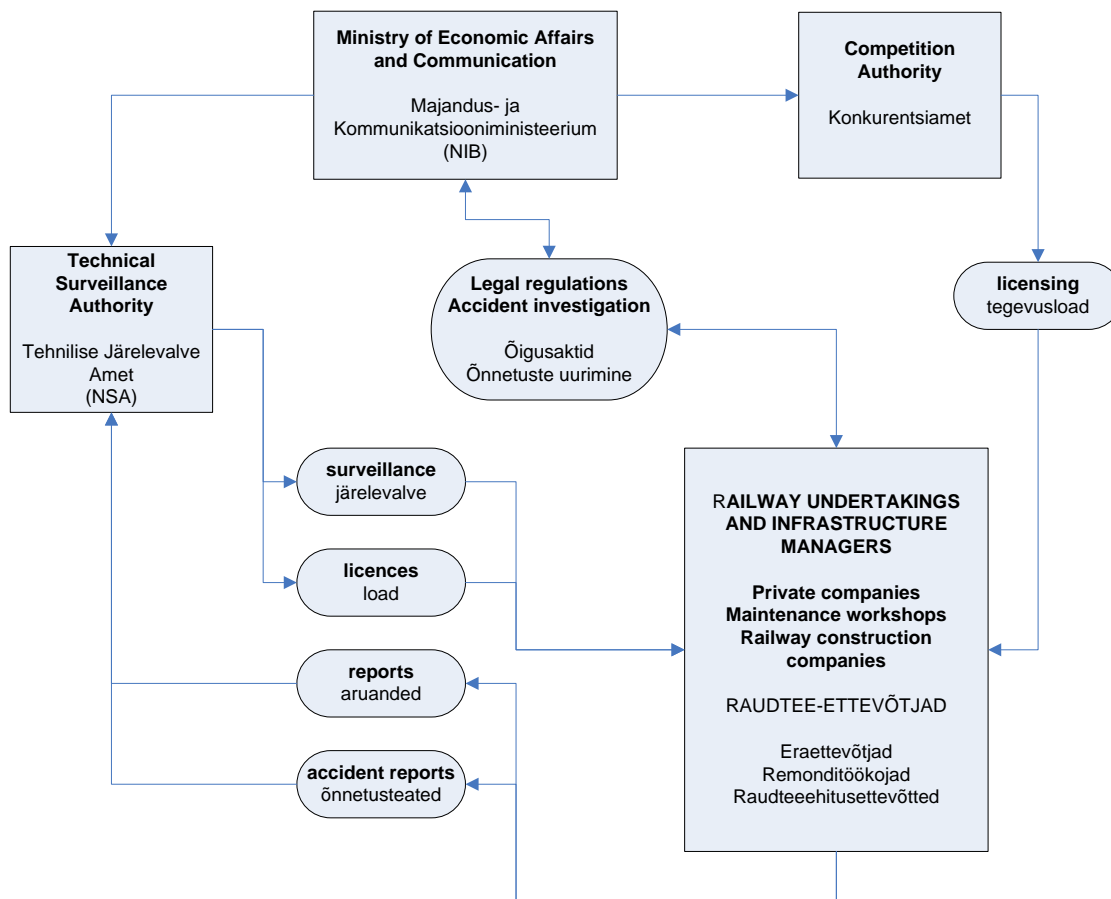 Ministry of Economic Affairs
and Communication
Majandus- ja
Kommunikatsiooniministeerium
(NIB)
Competition
Authority
Konkurentsiamet
Technical
Surveillance
Authority
Tehnilise Järelevalve
Amet
(NSA)
Legal regulations
Accident investigation
Õigusaktid
Õnnetuste uurimine
licensing
tegevusload
surveillance
järelevalve
licences
load
reports
aruanded
accident reports
õnnetusteated
RAILWAY UNDERTAKINGS
AND INFRASTRUCTURE
MANAGERS
Private companies
Maintenance workshops
Railway construction
companies
RAUDTEE-ETTEVÕTJAD
Eraettevõtjad
Remonditöökojad
Raudteeehitusettevõtted